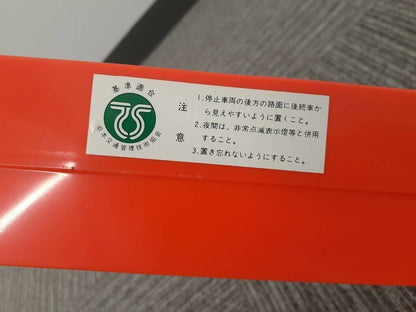 基準適合
TS
日本交通管理技術協会
注意
1.停止車両の後方の路面に後続車か
ら見えやすいように置くこと。
2.夜間は、非常点滅表示燈等と併用
すること。
3.置き忘れないようにすること。